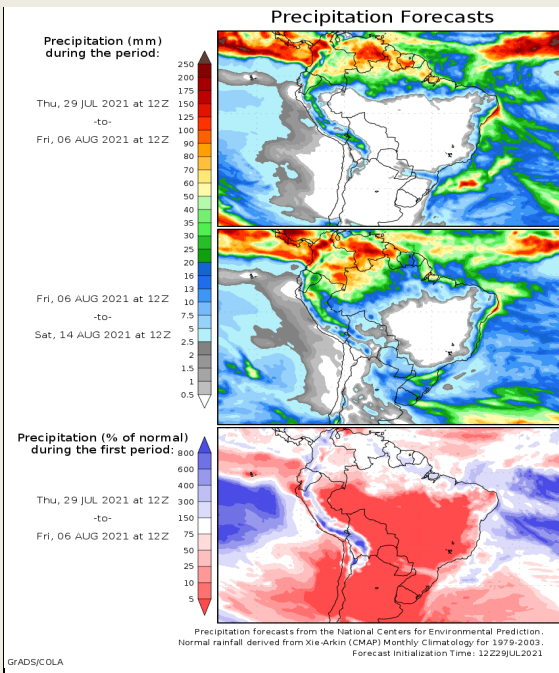 Precipitation Forecasts
Precipitation (mm)
during the period:
Thu, 29 JUL 2021 at 12Z
-to-
Fri, 06 AUG 2021 at 12Z
250
200
175
150
125
100
90
80
70
60
50
40
35
30
25
20
16
13
10
7.5
5
2.5
2
1.5
1
0.5
Fri, 06 AUG 2021 at 12Z
-to-
Sat, 14 AUG 2021 at 12Z
Precipitation (% of normal)
during the first period:
Thu, 29 JUL 2021 at 12Z
-to-
Fri, 06 AUG 2021 at 12Z
800
600
400
300
150
75
50
25
10
5
Precipitation forecasts from the National Centers for Environmental Prediction.
Normal rainfall derived from Xie-Arkin (CMAP) Monthly Climatology for 1979-2003.
Forecast Initialization Time: 12Z29JUL2021
GrADS/COLA